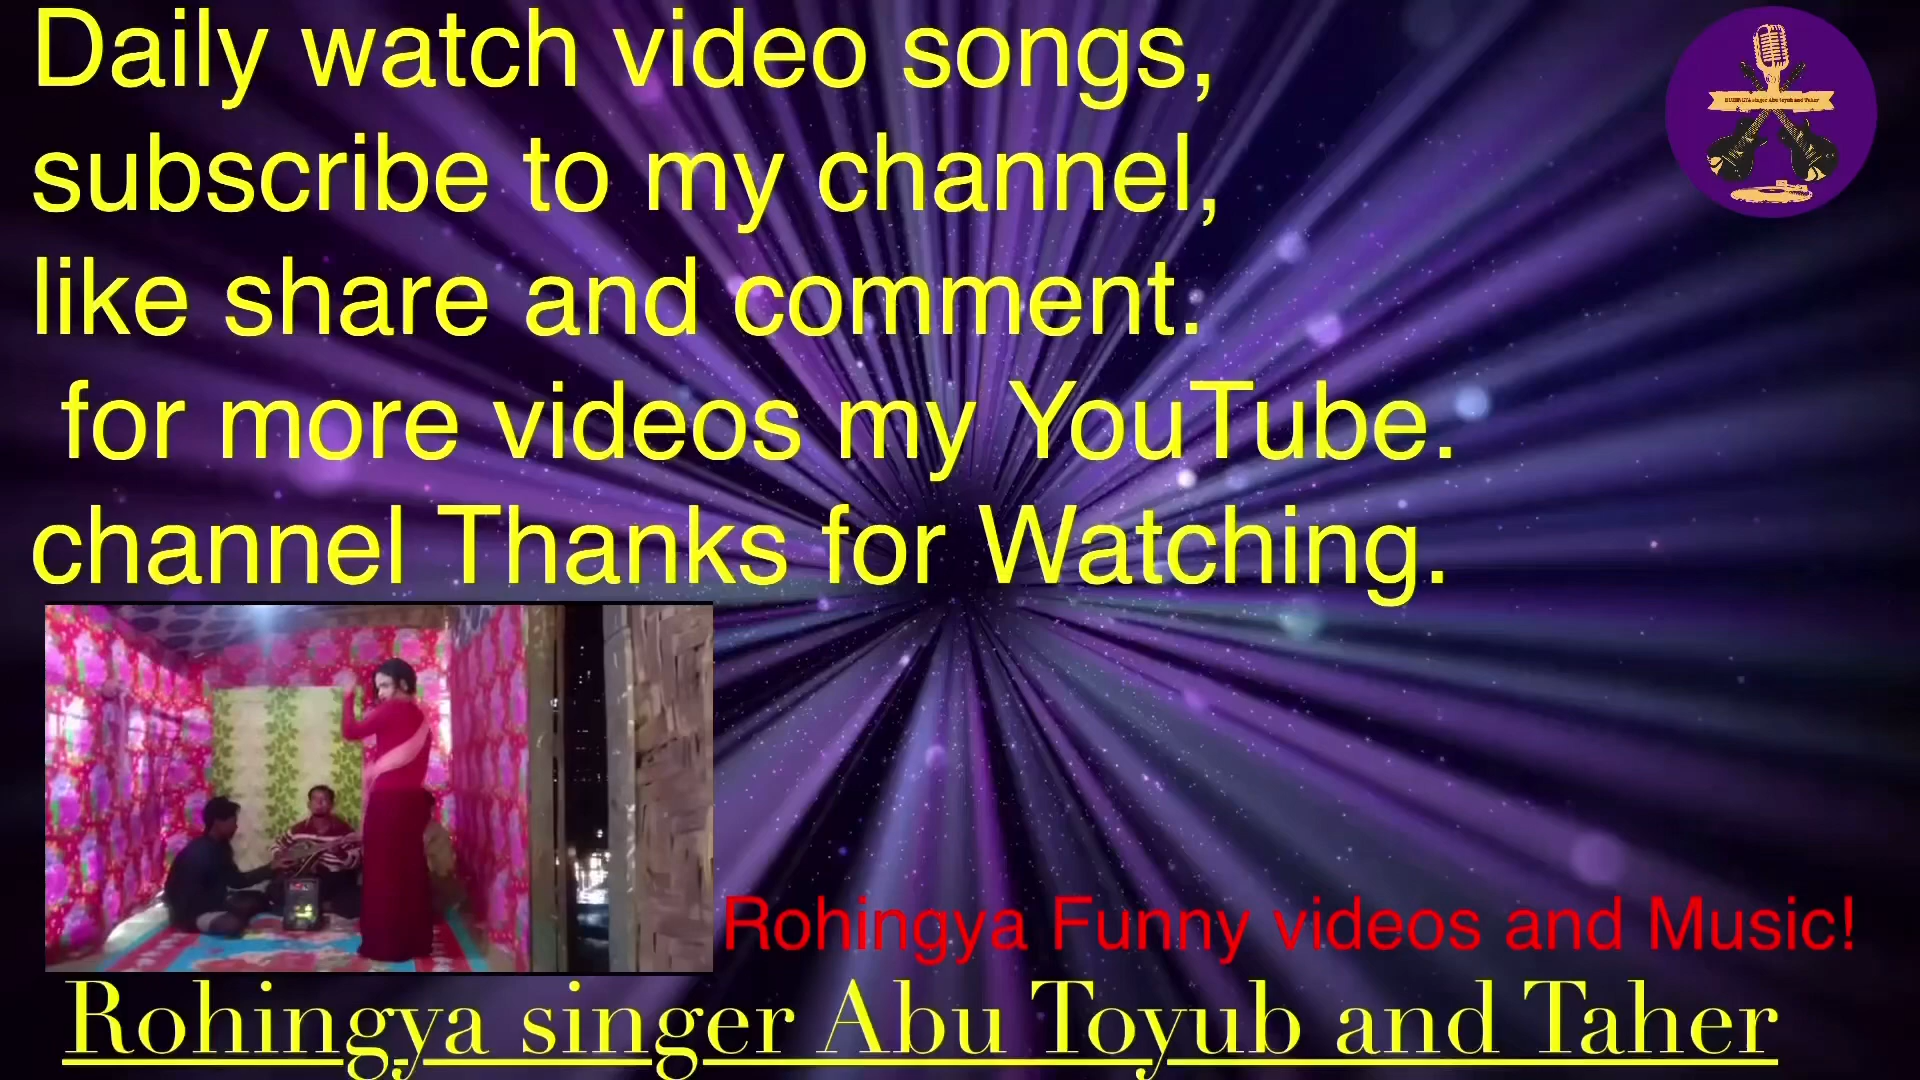 Daily watch video songs,
subscribe to my channel,
like share and comment.
for more videos my YouTube.
channel Thanks for Watching.
Rohingya Funny videos and Music!
Rohingya singer Abu Toyub and Taher